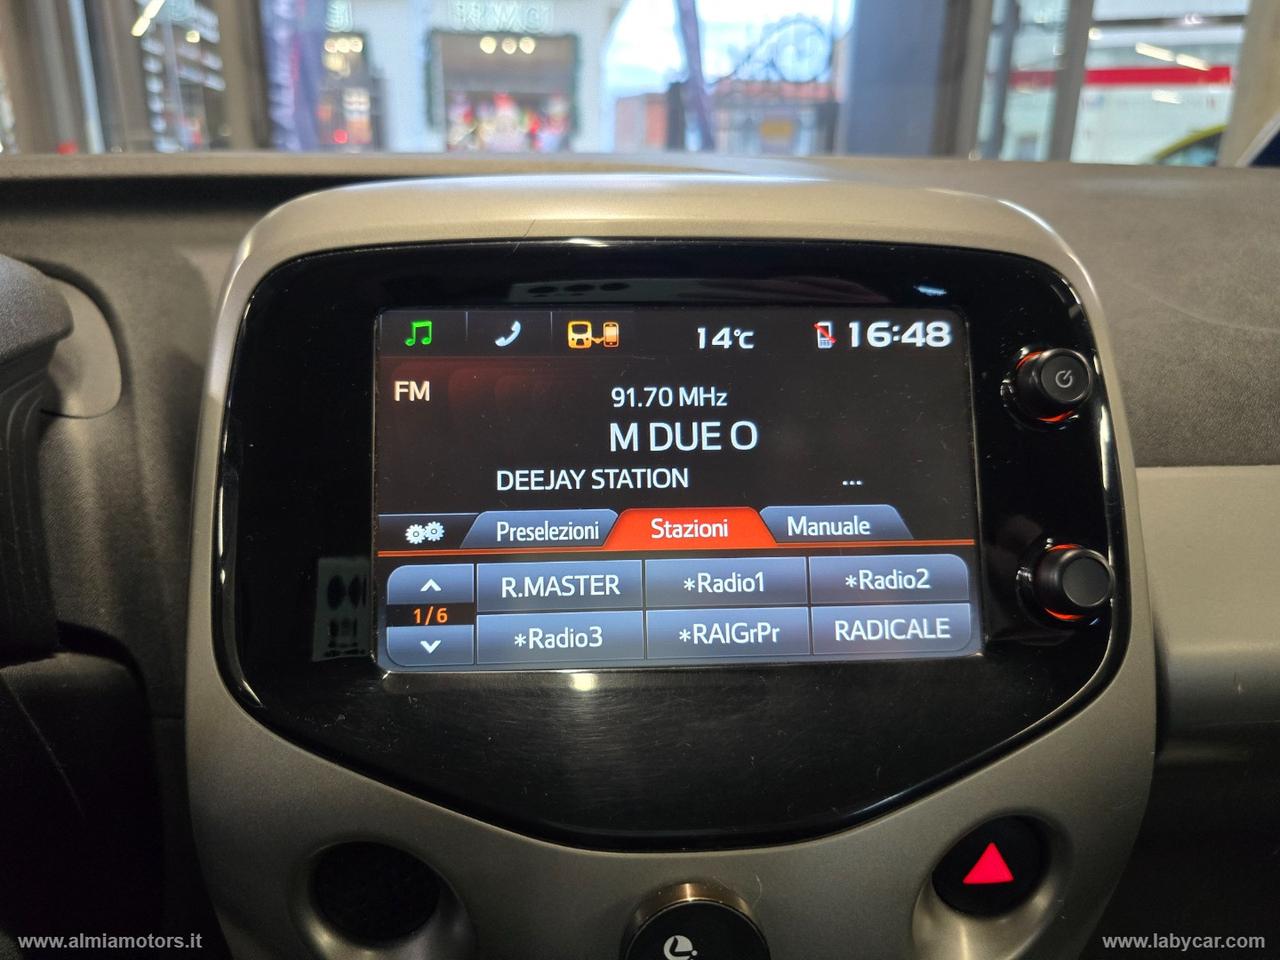 14°C
16:48
FM
91.70 MHz
M DUE O
DEEJAY STATION
...
Preselezioni
Stazioni
Manuale
R.MASTER
*Radio1
*Radio2
1/6
*Radio3
*RAIGrPr
RADICALE
www.almiamotors.it
www.labycar.com